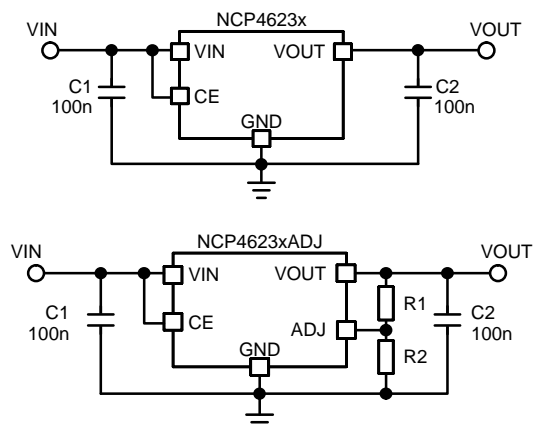 NCP4623x
VIN
VOUT
VIN
VOUT
C1
100n
CE
C2
100n
GND
NCP4623xADJ
VIN
VOUT
VIN
VOUT
C1
100n
CE
ADJ
R1
C2
100n
GND
R2